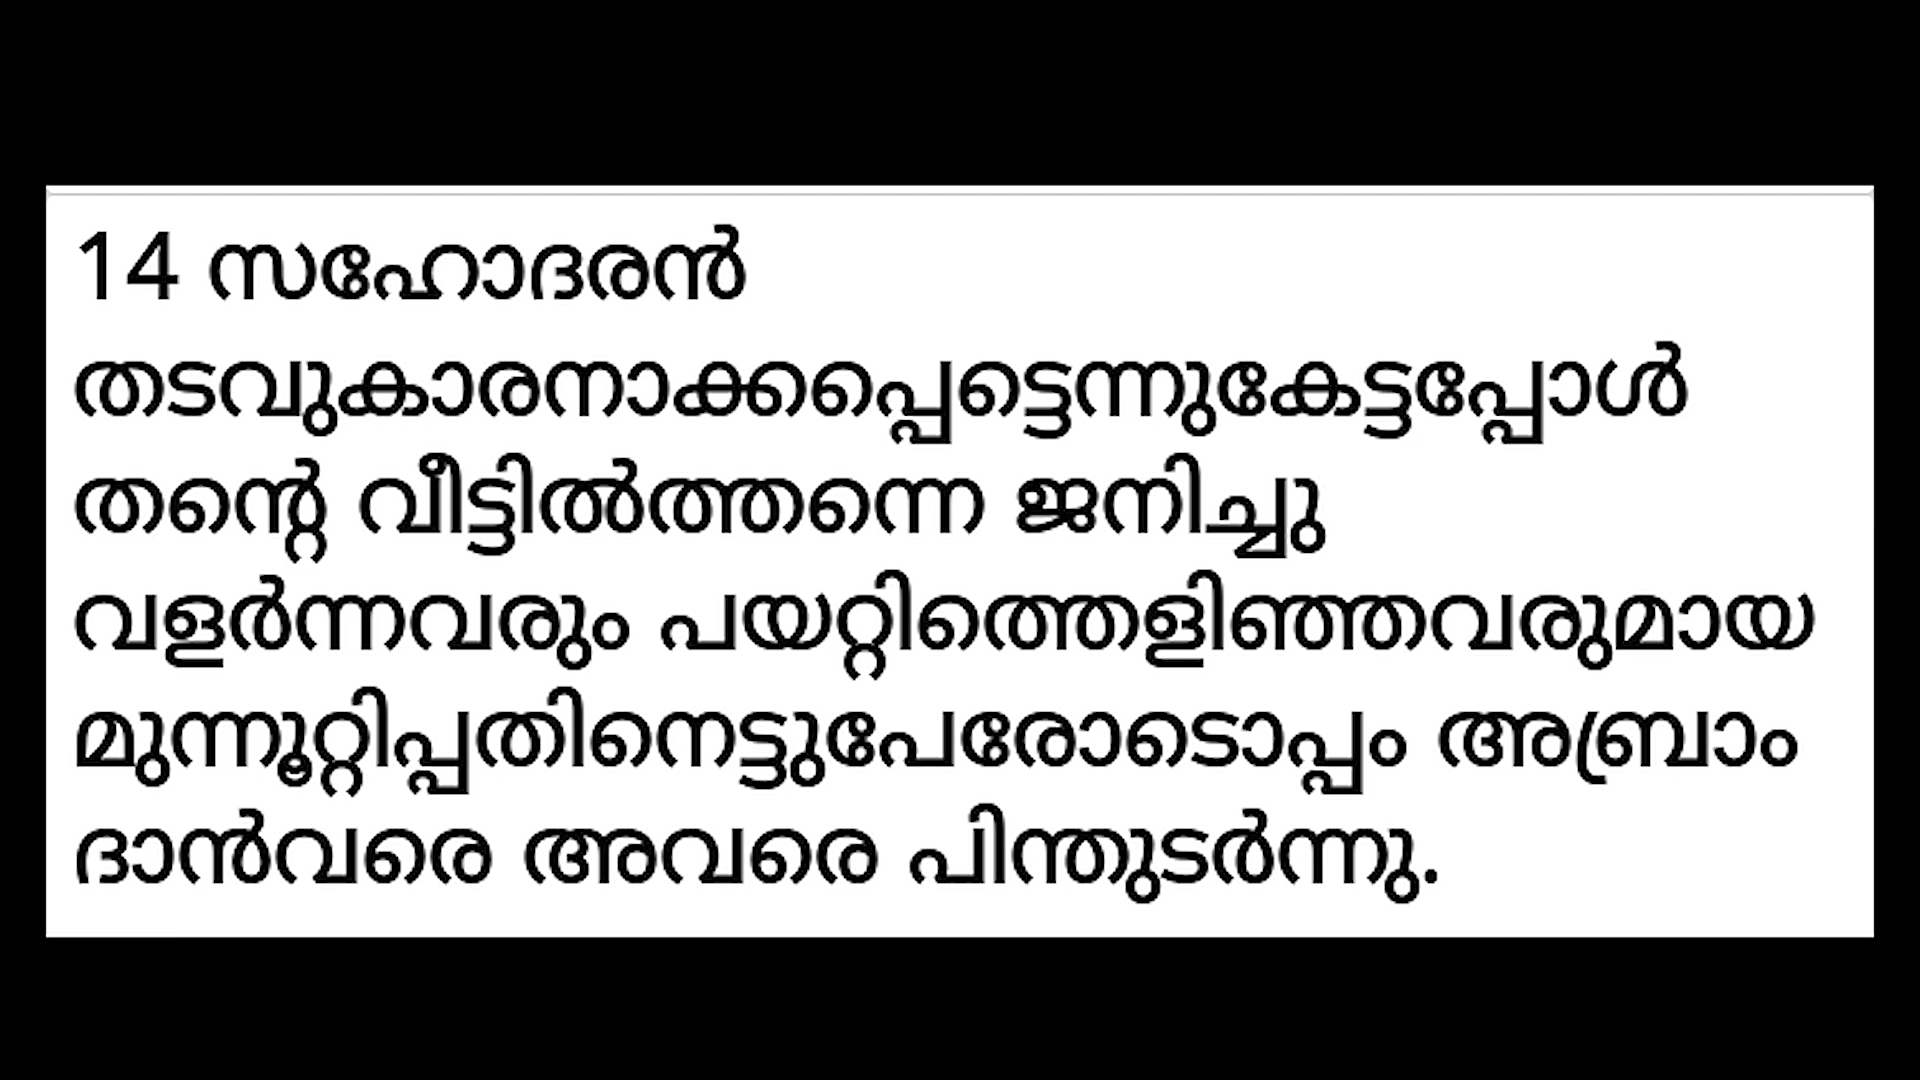 14 സഹോദരൻ
തടവുകാരനാക്കപ്പെട്ടെന്നുകേട്ടപ്പോൾ
തന്റെ വീട്ടിൽത്തന്നെ ജനിച്ചു
വളർന്നവരും പയറ്റിത്തെളിഞ്ഞവരുമായ
മുന്നൂറ്റിപ്പതിനെട്ടുപേരോടൊപ്പം അബ്രാം
ദാൻവരെ അവരെ പിന്തുടർന്നു.